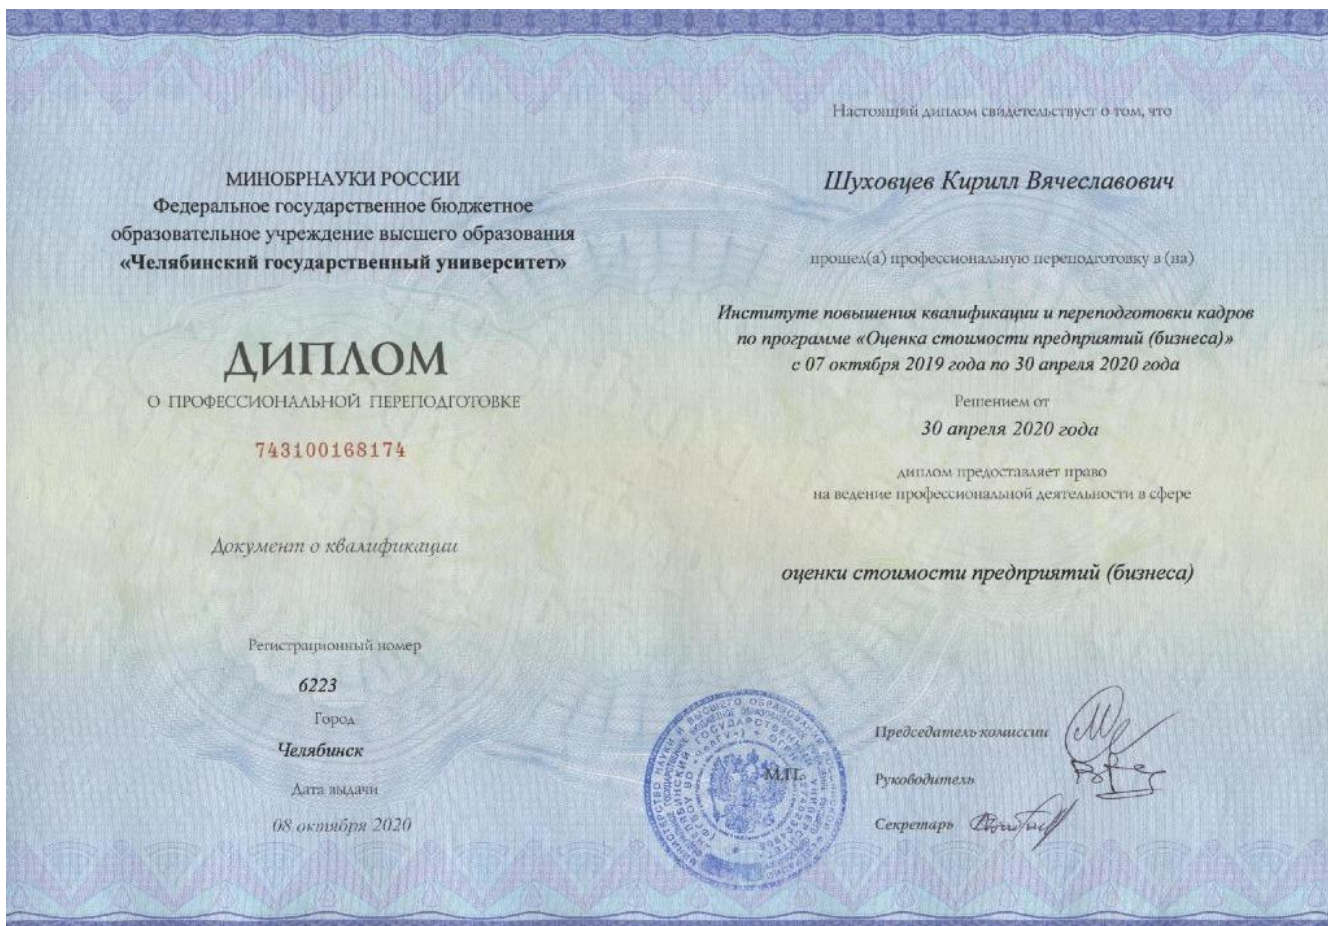 МИНОБРНАУКИ РОССИИ
Федеральное государственное бюджетное
образовательное учреждение высшего образования
«Челябинский государственный университет»
ДИПЛОМ
О ПРОФЕССИОНАЛЬНОЙ ПЕРЕПОДГОТОВКЕ
743100168174
Документ о квалификации
Регистрационный номер
6223
Город
Челябинск
Дата выдачи
08 октября 2020
Настоящий диплом свидетельствует о том, что
Шуховцев Кирилл Вячеславович
прошел(а) профессиональную переподготовку в (на)
Институте повышения квалификации и переподготовки кадров
по программе «Оценка стоимости предприятий (бизнеса)»
с 07 октября 2019 года по 30 апреля 2020 года
Решением от
30 апреля 2020 года
диплом предоставляет право
на ведение профессиональной деятельности в сфере
оценки стоимости предприятий (бизнеса)
М.П.
Председатель комиссии
Руководитель
Секретарь